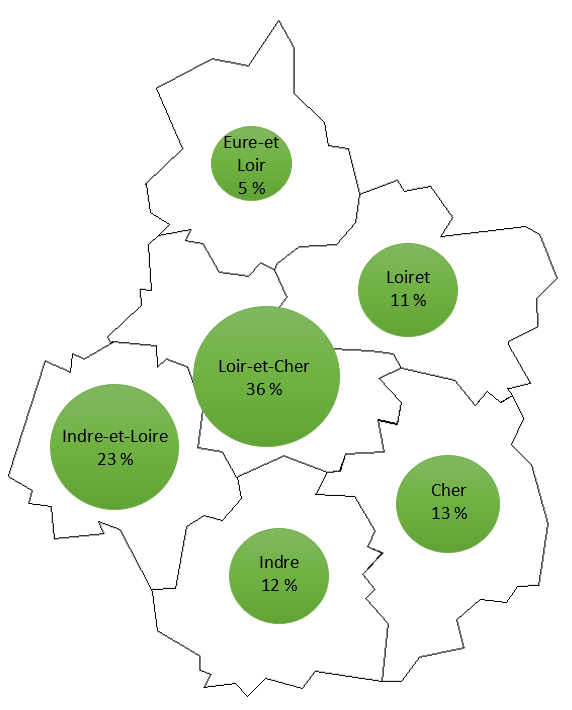 Eure-et
Loir
5 %
Loiret
11 %
Loir-et-Cher
36 %
Indre-et-Loire
23 %
Cher
13 %
Indre
12 %